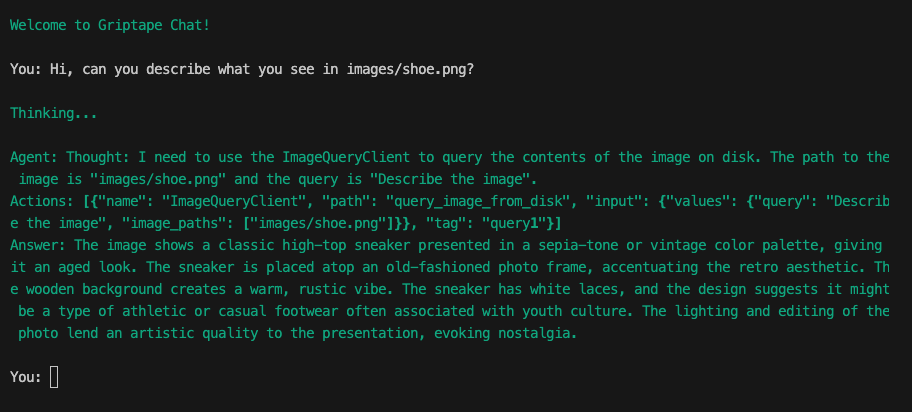 Welcome to Griptape Chat!
You: Hi, can you describe what you see in images/shoe.png?
Thinking...
Agent: Thought: I need to use the ImageQueryClient to query the contents of the image on disk. The path to the
image is "images/shoe.png" and the query is "Describe the image".
Actions: [{"name": "ImageQueryClient", "path": "query_image_from_disk", "input": {"values": {"query": "Describ
e the image", "image_paths": ["images/shoe.png"]}}, "tag": "query1"}]
Answer: The image shows a classic high-top sneaker presented in a sepia-tone or vintage color palette, giving
it an aged look. The sneaker is placed atop an old-fashioned photo frame, accentuating the retro aesthetic. Th
e wooden background creates a warm, rustic vibe. The sneaker has white laces, and the design suggests it might
be a type of athletic or casual footwear often associated with youth culture. The lighting and editing of the
photo lend an artistic quality to the presentation, evoking nostalgia.
You: